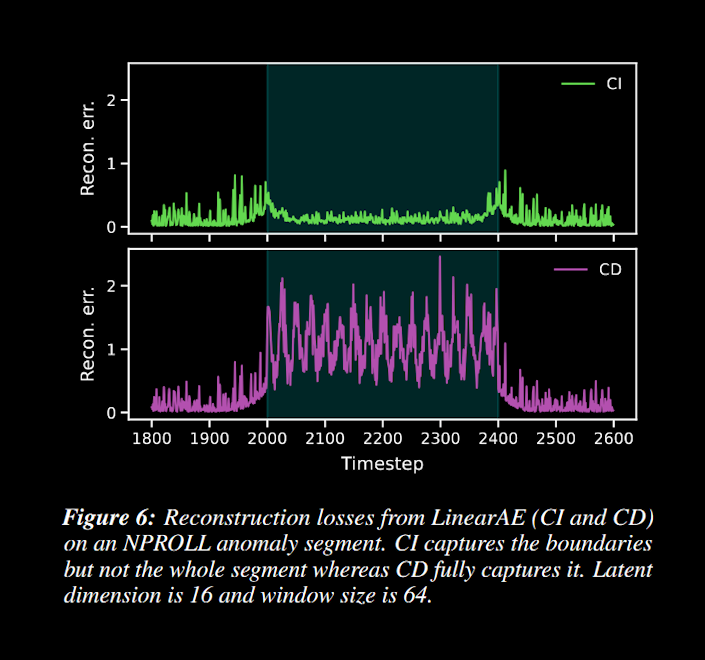 CI
Recon. err.
2
1
0
CD
Recon. err.
2
1
0
1800 1900 2000 2100 2200 2300 2400 2500 2600
Timestep
Figure 6: Reconstruction losses from LinearAE (CI and CD)
on an NPROLL anomaly segment. CI captures the boundaries
but not the whole segment whereas CD fully captures it. Latent
dimension is 16 and window size is 64.